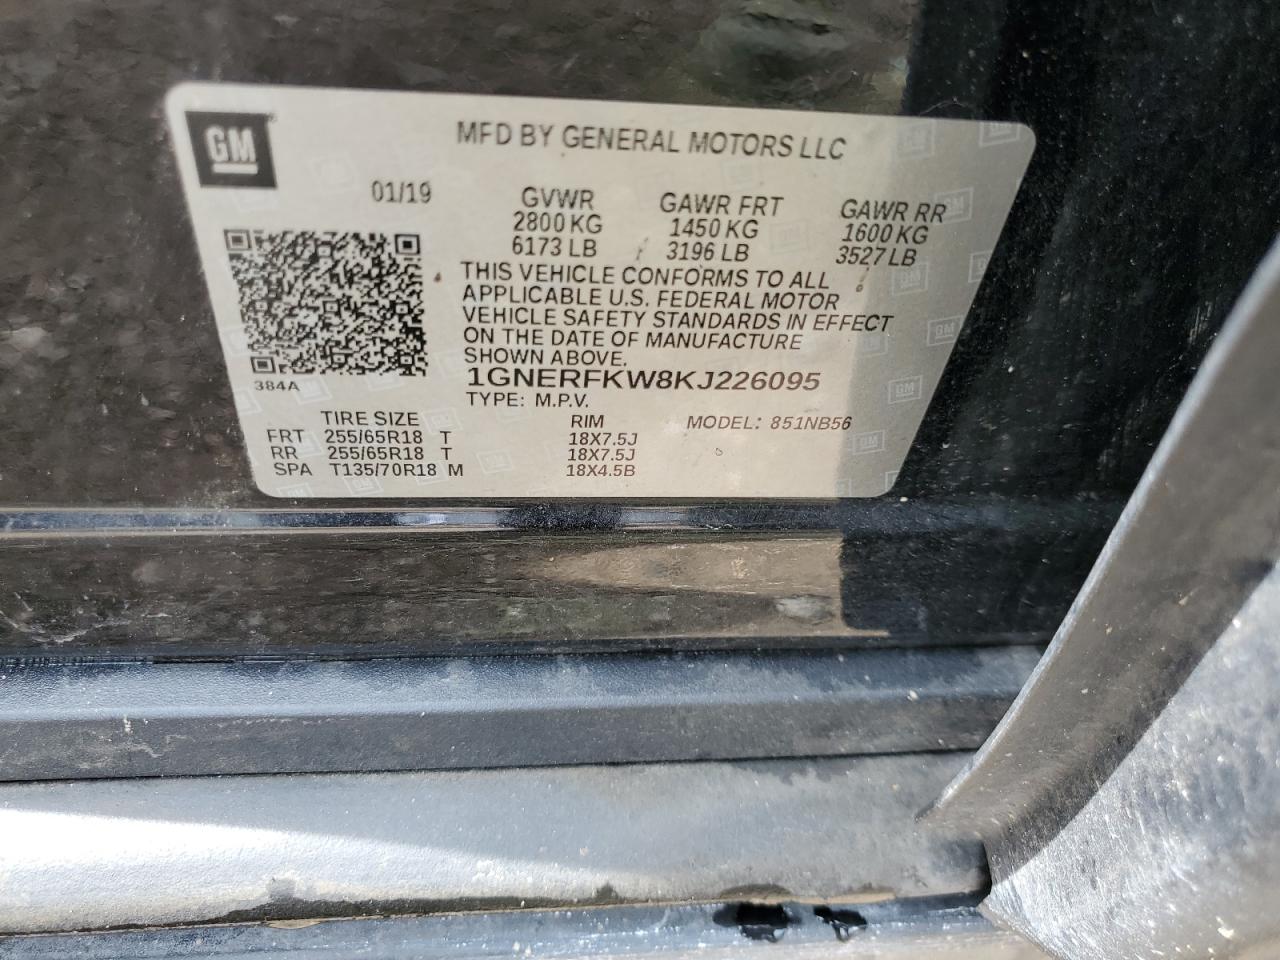 GM
MFD BY GENERAL MOTORS LLC
01/19 GVWR GAWR FRT GAWR RR
2800 KG 1450 KG 1600 KG
6173 LB 3196 LB 3527 LB
THIS VEHICLE CONFORMS TO ALL
APPLICABLE U.S. FEDERAL MOTOR
VEHICLE SAFETY STANDARDS IN EFFECT
ON THE DATE OF MANUFACTURE
SHOWN ABOVE.
384A
1GNERFKW8KJ226095
TYPE: M.P.V.
TIRE SIZE RIM MODEL: 851NB56
FRT 255/65R18 T 18X7.5J
RR 255/65R18 T 18X7.5J
SPA T135/70R18 M 18X4.5B